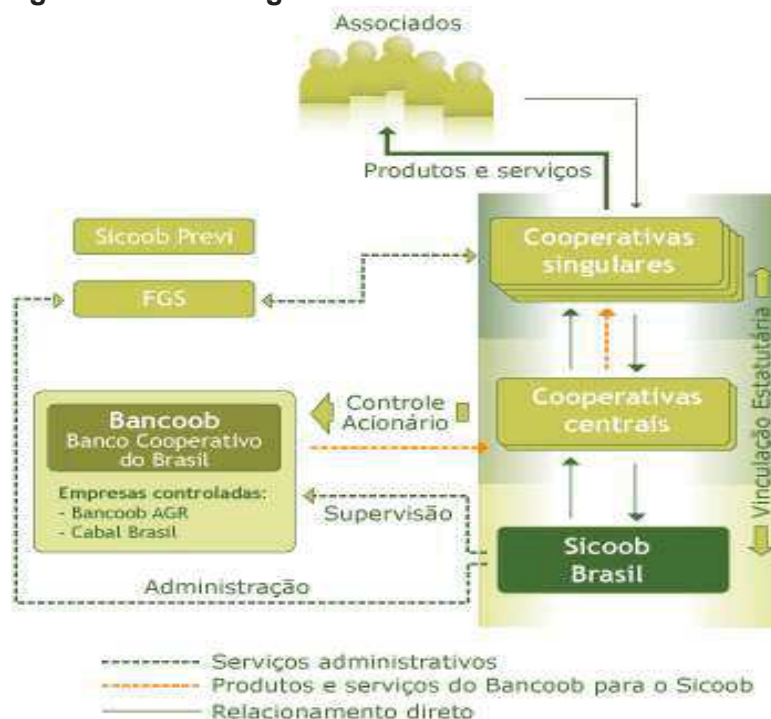 Associados
Produtos e serviços
Sicoob Previ
FGS
Cooperativas
singulares
Vinculação Estatutária
Controle
Acionário
Cooperativas
centrais
Bancoob
Banco Cooperativo
do Brasil
Empresas controladas:
- Bancoob AGR
- Cabal Brasil
Supervisão
Sicoob
Brasil
Administração
Serviços administrativos
Produtos e serviços do Bancoob para o Sicoob
Relacionamento direto